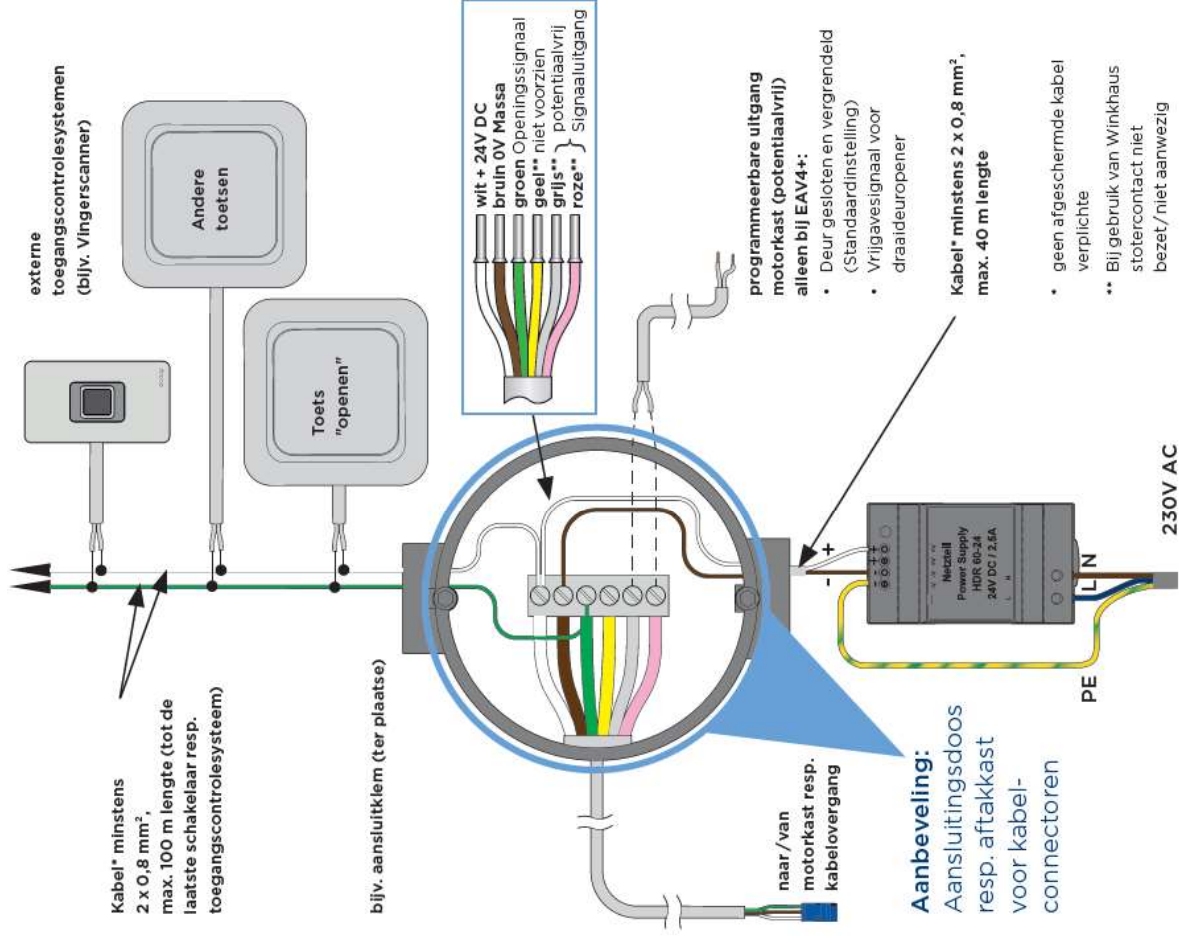 externe
toegangscontrolesystemen
(bijv. Vingerscanner)
Andere
toetsen
Toets
"openen"
Kabel* minstens
2 x 0,8 mm²,
max. 100 m lengte (tot de
laatste schakelaar resp.
toegangscontrolesysteem)
bijv. aansluitklem (ter plaatse)
wit + 24V DC
bruin 0V Massa
groen Openingssignaal
geel** niet voorzien
grijs** } potentiaalvrij
roze** } Signaaluitgang
programmeerbare uitgang
motorkast (potentiaalvrij)
alleen bij EAV4+:
• Deur gesloten en vergrendeld
(Standaardinstelling)
• Vrijgavesignaal voor
draaideuropener
Kabel* minstens 2 x 0,8 mm²,
max. 40 m lengte
* geen afgeschermde kabel
verplichte
** Bij gebruik van Winkhaus
stotercontact niet
bezet/niet aanwezig
naar/van
motorkast resp.
kabelovergang
Aanbeveling:
Aansluitingsdoos
resp. aftakkast
voor kabel-
connectoren
- +
Netzteil
Power Supply
HDR 60-24
24V DC / 2,5A
L N
L N
PE
230V AC